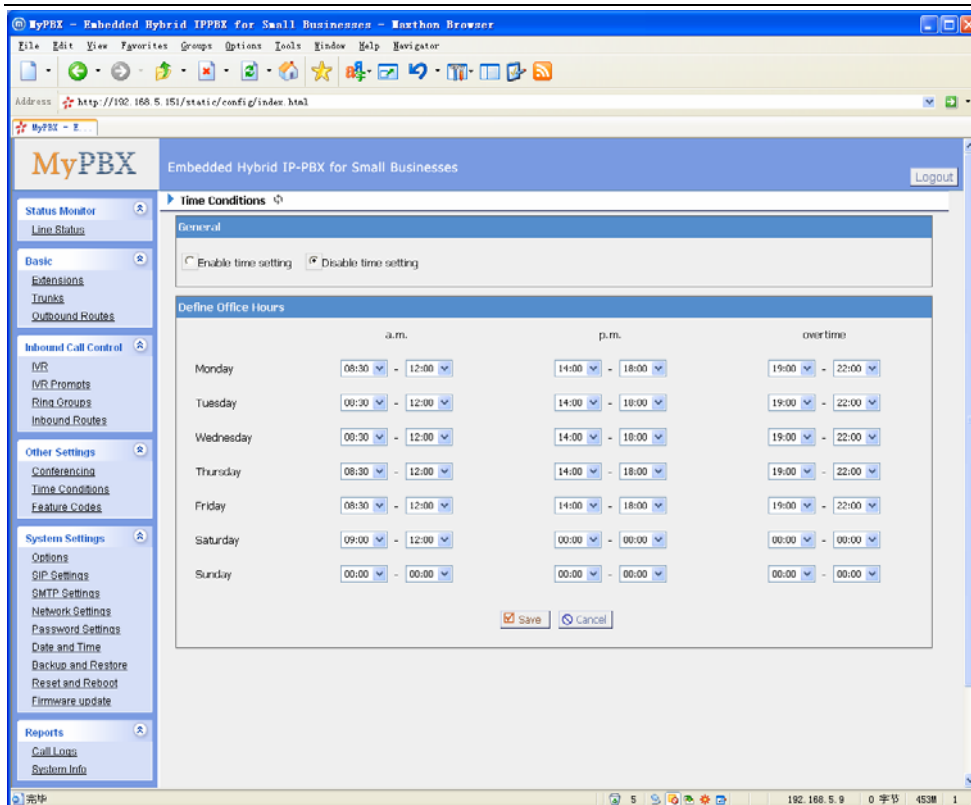 MyPBX - Embedded Hybrid IPPBX for Small Businesses - Maxthon Browser
File Edit View Favorites Groups Options Tools Window Help Navigator
Address http://192.168.5.151/static/config/index.html
MyPBX - E...
MyPBX
Embedded Hybrid IP-PBX for Small Businesses
Logout
Time Conditions
Status Monitor
Line Status
Basic
Extensions
Trunks
Outbound Routes
Inbound Call Control
IVR
IVR Prompts
Ring Groups
Inbound Routes
Other Settings
Conferencing
Time Conditions
Feature Codes
System Settings
Options
SIP Settings
SMTP Settings
Network Settings
Password Settings
Date and Time
Backup and Restore
Reset and Reboot
Firmware update
Reports
Call Logs
System Info
General
Enable time setting Disable time setting
Define Office Hours
a.m. p.m. overtime
Monday 08:30 - 12:00 14:00 - 18:00 19:00 - 22:00
Tuesday 08:30 - 12:00 14:00 - 18:00 19:00 - 22:00
Wednesday 08:30 - 12:00 14:00 - 18:00 19:00 - 22:00
Thursday 08:30 - 12:00 14:00 - 18:00 19:00 - 22:00
Friday 08:30 - 12:00 14:00 - 18:00 19:00 - 22:00
Saturday 09:00 - 12:00 00:00 - 00:00 00:00 - 00:00
Sunday 00:00 - 00:00 00:00 - 00:00 00:00 - 00:00
Save Cancel
完毕 5 192.168.5.9 0 字节 453M 1